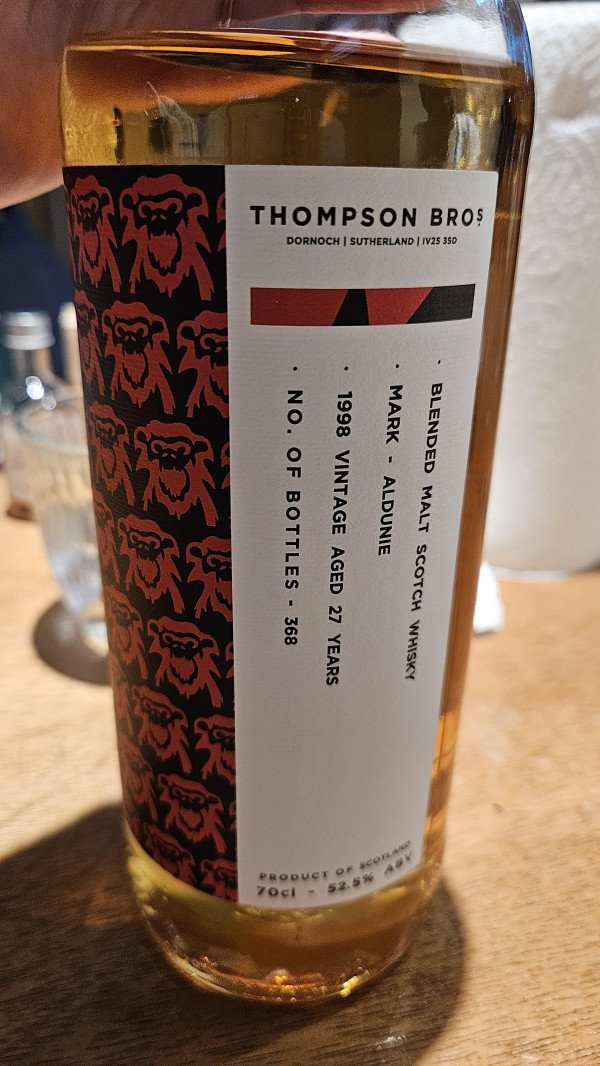 THOMPSON BROS
DORNOCH | SUTHERLAND | IV25 3SD
· BLENDED MALT SCOTCH WHISKY
· MARK - ALDUNIE
· 1998 VINTAGE AGED 27 YEARS
· NO. OF BOTTLES - 368
PRODUCT OF SCOTLAND
70cl - 52.5% ABV